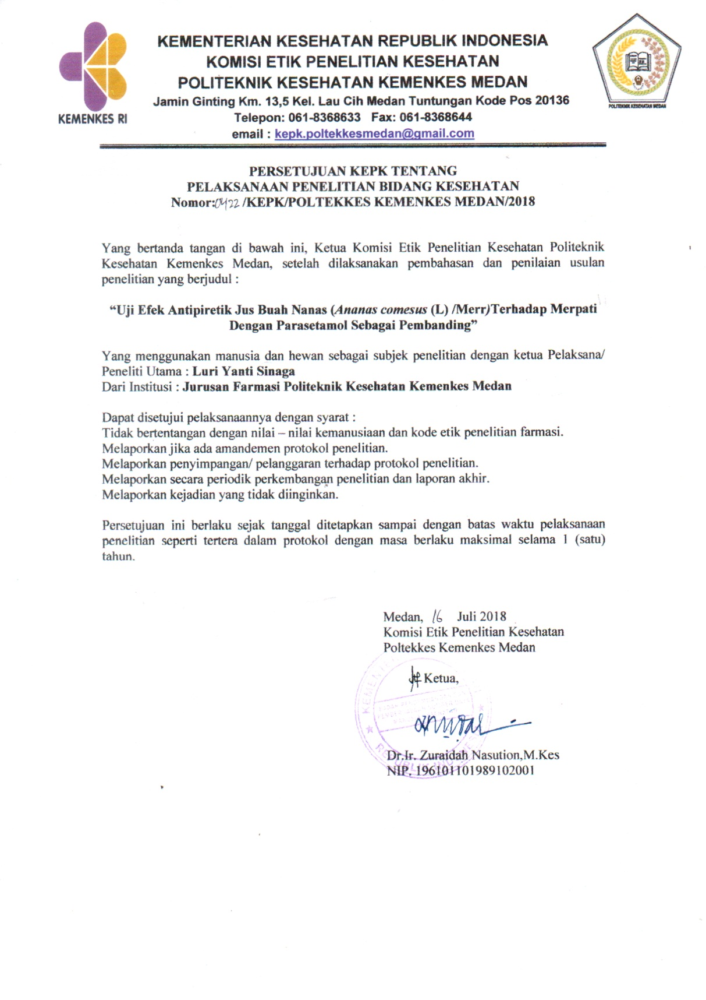 KEMENTERIAN KESEHATAN REPUBLIK INDONESIA
KOMISI ETIK PENELITIAN KESEHATAN
POLITEKNIK KESEHATAN KEMENKES MEDAN
Jamin Ginting Km. 13,5 Kel. Lau Cih Medan Tuntungan Kode Pos 20136
Telepon: 061-8368633 Fax: 061-8368644
email : kepk.poltekkesmedan@gmail.com
KEMENKES RI
POLITEKNIK KESEHATAN MEDAN
PERSETUJUAN KEPK TENTANG
PELAKSANAAN PENELITIAN BIDANG KESEHATAN
Nomor:0422/KEPK/POLTEKKES KEMENKES MEDAN/2018
Yang bertanda tangan di bawah ini, Ketua Komisi Etik Penelitian Kesehatan Politeknik
Kesehatan Kemenkes Medan, setelah dilaksanakan pembahasan dan penilaian usulan
penelitian yang berjudul :
“Uji Efek Antipiretik Jus Buah Nanas (Ananas comesus (L) /Merr)Terhadap Merpati
Dengan Parasetamol Sebagai Pembanding”
Yang menggunakan manusia dan hewan sebagai subjek penelitian dengan ketua Pelaksana/
Peneliti Utama : Luri Yanti Sinaga
Dari Institusi : Jurusan Farmasi Politeknik Kesehatan Kemenkes Medan
Dapat disetujui pelaksanaannya dengan syarat :
Tidak bertentangan dengan nilai – nilai kemanusiaan dan kode etik penelitian farmasi.
Melaporkan jika ada amandemen protokol penelitian.
Melaporkan penyimpangan/ pelanggaran terhadap protokol penelitian.
Melaporkan secara periodik perkembangan penelitian dan laporan akhir.
Melaporkan kejadian yang tidak diinginkan.
Persetujuan ini berlaku sejak tanggal ditetapkan sampai dengan batas waktu pelaksanaan
penelitian seperti tertera dalam protokol dengan masa berlaku maksimal selama 1 (satu)
tahun.
Medan, 16 Juli 2018
Komisi Etik Penelitian Kesehatan
Poltekkes Kemenkes Medan
Ketua,
Dr.Ir. Zuraidah Nasution,M.Kes
NIP. 196101101989102001